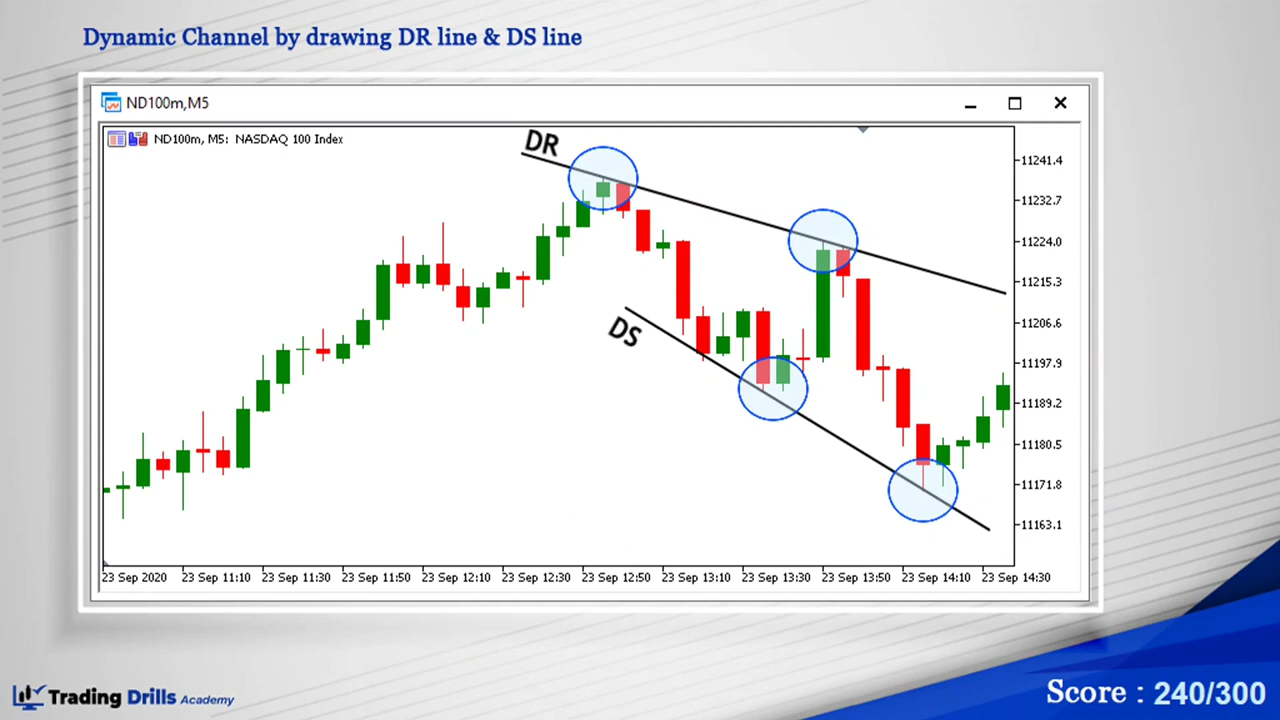 Dynamic Channel by drawing DR line & DS line
ND100m,M5
ND100m, M5: NASDAQ 100 Index
DR
DS
11241.4
11232.7
11224.0
11215.3
11206.6
11197.9
11189.2
11180.5
11171.8
11163.1
23 Sep 2020 23 Sep 11:10 23 Sep 11:30 23 Sep 11:50 23 Sep 12:10 23 Sep 12:30 23 Sep 12:50 23 Sep 13:10 23 Sep 13:30 23 Sep 13:50 23 Sep 14:10 23 Sep 14:30
Trading Drills Academy
Score : 240/300